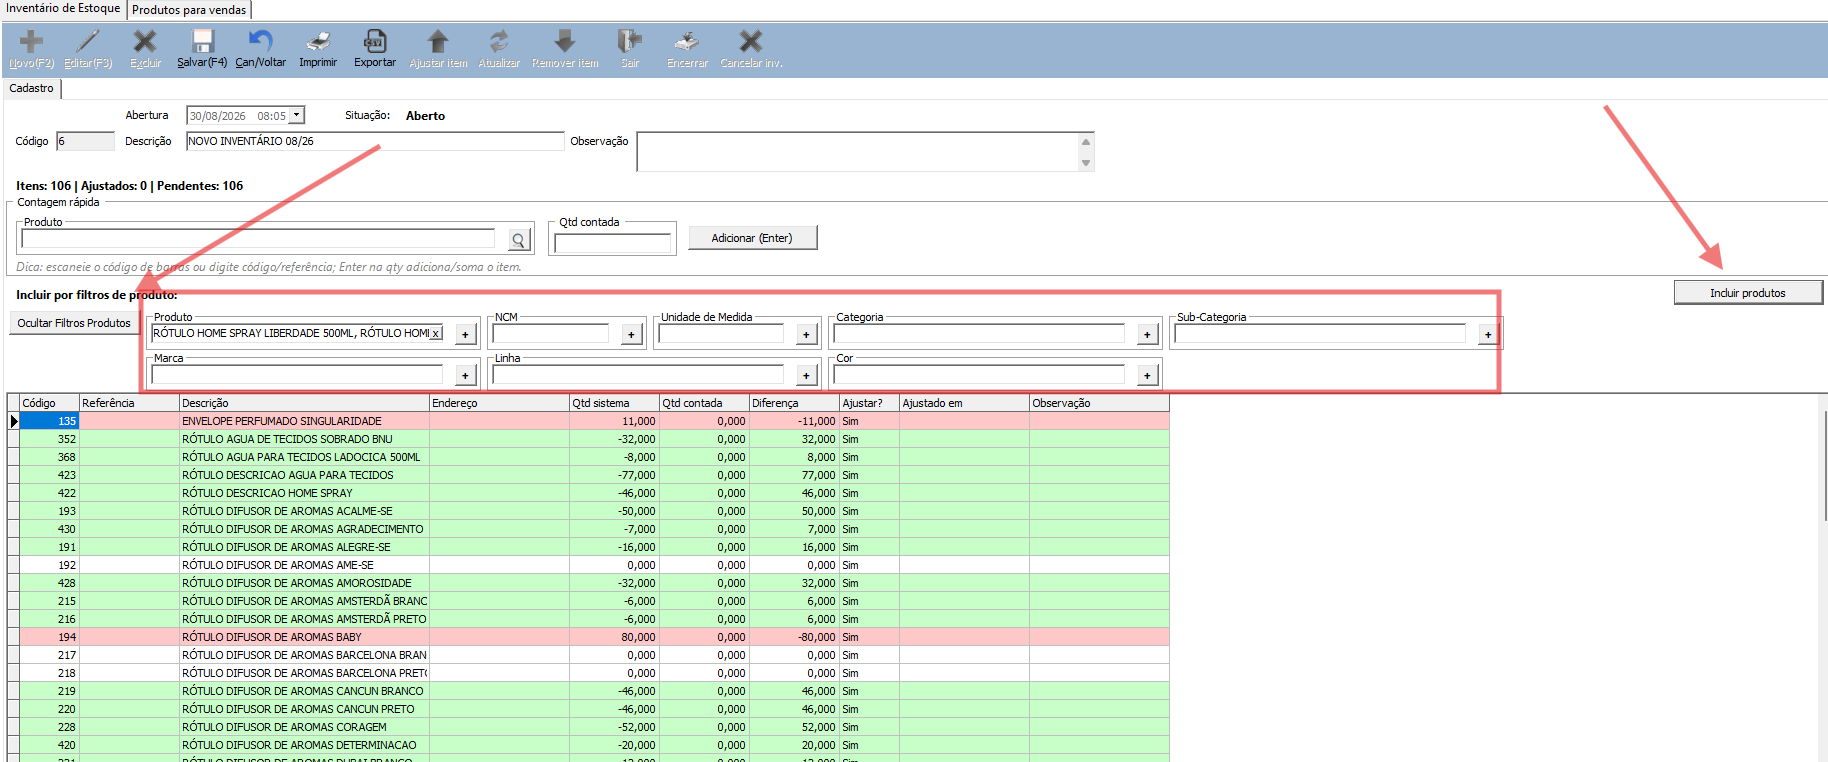 Inventário de Estoque Produtos para vendas
Novo(F2) Editar(F3) Excluir Salvar(F4) Can/Voltar Imprimir CSV Exportar Ajustar item Atualizar Remover item Sair Encerrar Cancelar inv.
Cadastro
Abertura 30/08/2026 08:05 Situação: Aberto
Código 6 Descrição NOVO INVENTÁRIO 08/26 Observação
Itens: 106 | Ajustados: 0 | Pendentes: 106
Contagem rápida
Produto Qtd contada
Adicionar (Enter)
Dica: escaneie o código de barras ou digite código/referência; Enter na qty adiciona/soma o item.
Incluir por filtros de produto: Incluir produtos
Ocultar Filtros Produtos
Produto NCM Unidade de Medida Categoria Sub-Categoria
RÓTULO HOME SPRAY LIBERDADE 500ML, RÓTULO HOM x + + + + +
Marca Linha Cor
+ + +
Código Referência Descrição Endereço Qtd sistema Qtd contada Diferença Ajustar? Ajustado em Observação
135 ENVELOPE PERFUMADO SINGULARIDADE 11,000 0,000 -11,000 Sim
352 RÓTULO AGUA DE TECIDOS SOBRADO BNU -32,000 0,000 32,000 Sim
368 RÓTULO AGUA PARA TECIDOS LADOCICA 500ML -8,000 0,000 8,000 Sim
423 RÓTULO DESCRICAO AGUA PARA TECIDOS -77,000 0,000 77,000 Sim
422 RÓTULO DESCRICAO HOME SPRAY -46,000 0,000 46,000 Sim
193 RÓTULO DIFUSOR DE AROMAS ACALME-SE -50,000 0,000 50,000 Sim
430 RÓTULO DIFUSOR DE AROMAS AGRADECIMENTO -7,000 0,000 7,000 Sim
191 RÓTULO DIFUSOR DE AROMAS ALEGRE-SE -16,000 0,000 16,000 Sim
192 RÓTULO DIFUSOR DE AROMAS AME-SE 0,000 0,000 0,000 Sim
428 RÓTULO DIFUSOR DE AROMAS AMOROSIDADE -32,000 0,000 32,000 Sim
215 RÓTULO DIFUSOR DE AROMAS AMSTERDÃ BRANC -6,000 0,000 6,000 Sim
216 RÓTULO DIFUSOR DE AROMAS AMSTERDÃ PRETO -6,000 0,000 6,000 Sim
194 RÓTULO DIFUSOR DE AROMAS BABY 80,000 0,000 -80,000 Sim
217 RÓTULO DIFUSOR DE AROMAS BARCELONA BRAN 0,000 0,000 0,000 Sim
218 RÓTULO DIFUSOR DE AROMAS BARCELONA PRET 0,000 0,000 0,000 Sim
219 RÓTULO DIFUSOR DE AROMAS CANCUN BRANCO -46,000 0,000 46,000 Sim
220 RÓTULO DIFUSOR DE AROMAS CANCUN PRETO -46,000 0,000 46,000 Sim
228 RÓTULO DIFUSOR DE AROMAS CORAGEM -52,000 0,000 52,000 Sim
420 RÓTULO DIFUSOR DE AROMAS DETERMINACAO -20,000 0,000 20,000 Sim